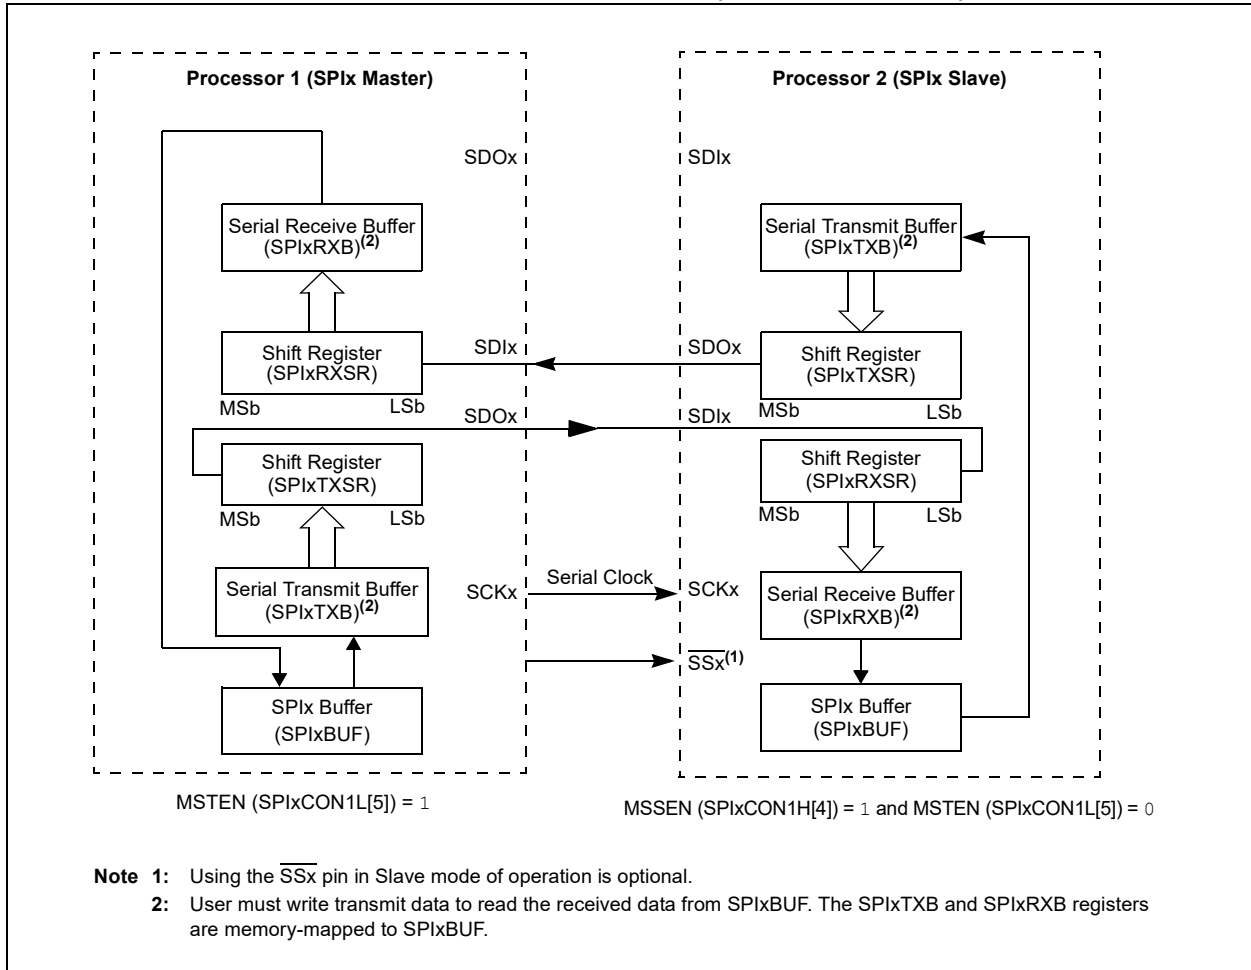 Processor 1 (SPIx Master)
SDOx
Serial Receive Buffer
(SPIxRXB)(2)
Shift Register
(SPIxRXSR)
MSb
LSb
SDIx
SDOx
Shift Register
(SPIxTXSR)
MSb
LSb
Serial Transmit Buffer
(SPIxTXB)(2)
SCKx
Serial Clock
SPIx Buffer
(SPIxBUF)
MSTEN (SPIxCON1L[5]) = 1
Processor 2 (SPIx Slave)
SDIx
Serial Transmit Buffer
(SPIxTXB)(2)
SDOx
Shift Register
(SPIxTXSR)
MSb
LSb
SDIx
Shift Register
(SPIxRXSR)
MSb
LSb
SCKx
Serial Receive Buffer
(SPIxRXB)(2)
SSx(1)
SPIx Buffer
(SPIxBUF)
MSSEN (SPIxCON1H[4]) = 1 and MSTEN (SPIxCON1L[5]) = 0
Note 1: Using the SSx pin in Slave mode of operation is optional.
2: User must write transmit data to read the received data from SPIxBUF. The SPIxTXB and SPIxRXB registers
are memory-mapped to SPIxBUF.